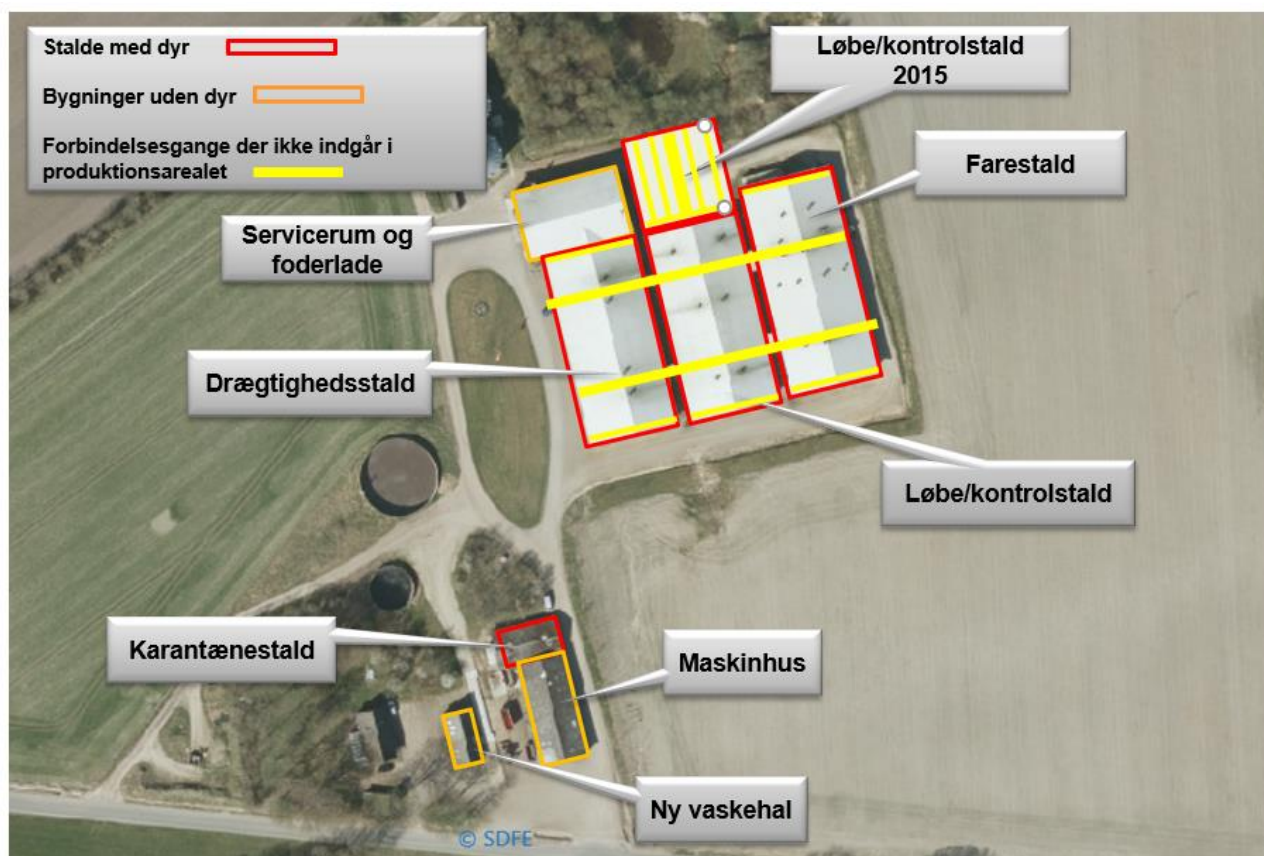 Stalde med dyr
Bygninger uden dyr
Forbindelsesgange der ikke indgår i
produktionsarealet
Løbe/kontrolstald
2015
Farestald
Servicerum og
foderlade
Drægtighedsstald
Løbe/kontrolstald
Karantænestald
Maskinhus
Ny vaskehal
© SDFE